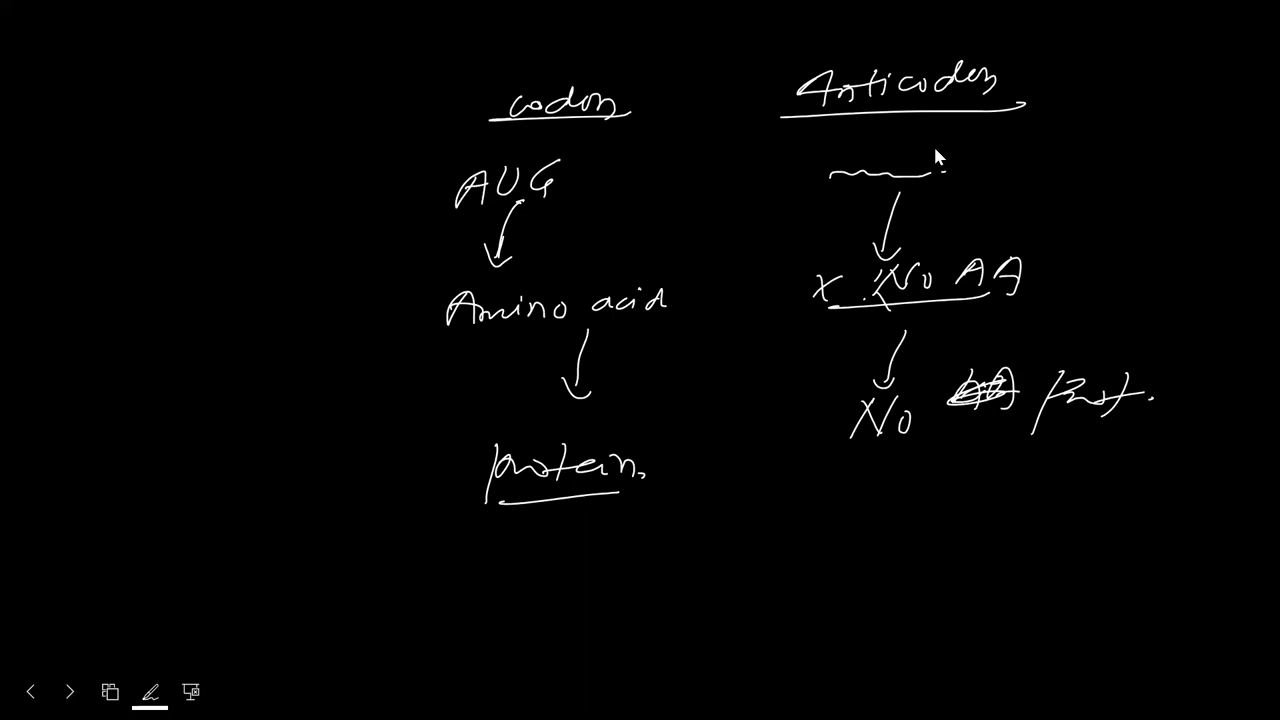 codon
AUG
Amino acid
protein.
Anticodon
x No AA
No Prot.